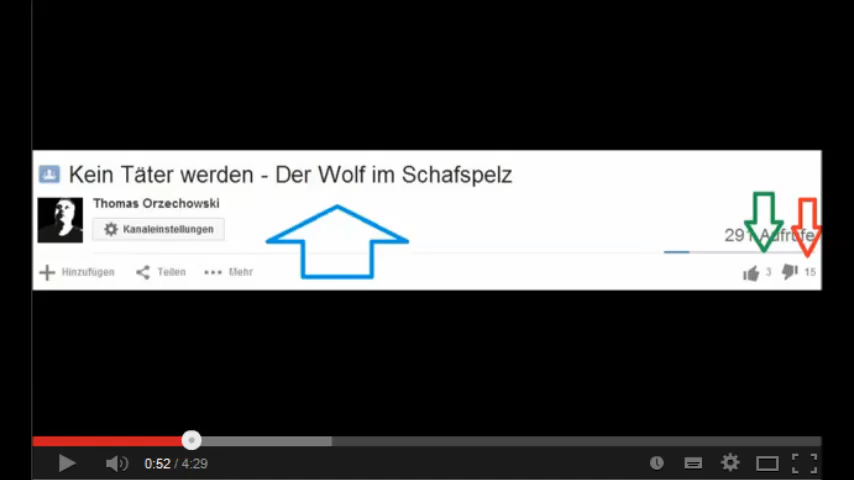 Kein Täter werden - Der Wolf im Schafspelz
Thomas Orzechowski
Kanaleinstellungen
291 Aufrufe
Hinzufügen
Teilen
Mehr
3
15
0:52 / 4:29